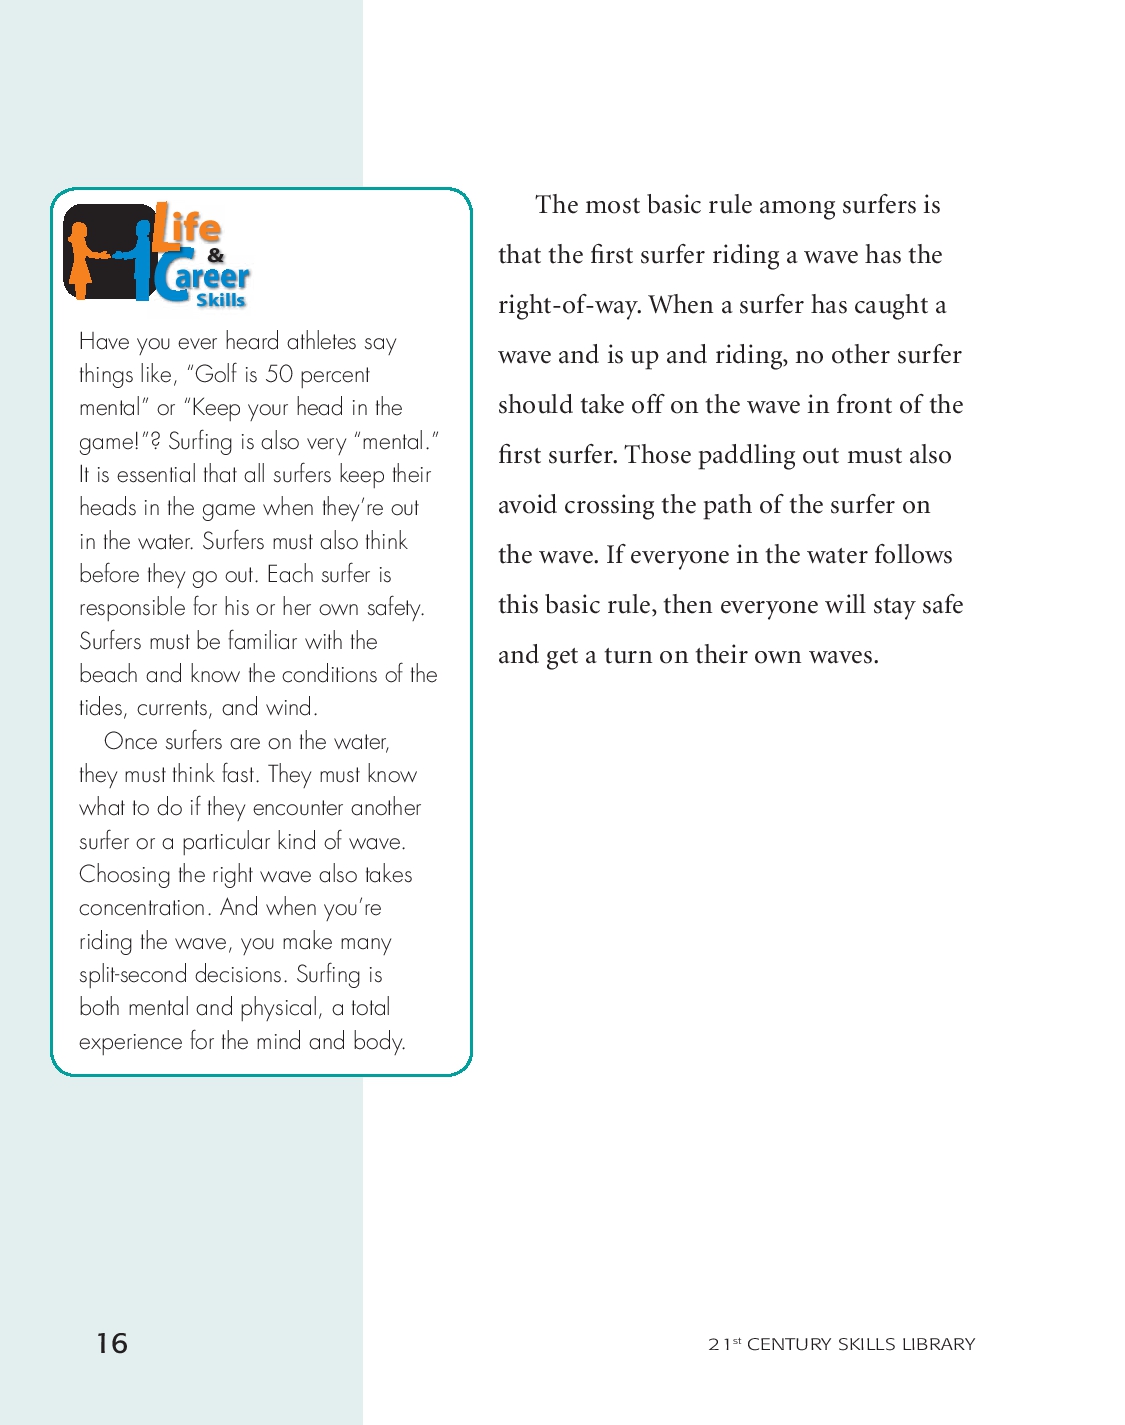 Life
&
Career
Skills
Have you ever heard athletes say
things like, “Golf is 50 percent
mental” or “Keep your head in the
game!”? Surfing is also very “mental.”
It is essential that all surfers keep their
heads in the game when they’re out
in the water. Surfers must also think
before they go out. Each surfer is
responsible for his or her own safety.
Surfers must be familiar with the
beach and know the conditions of the
tides, currents, and wind.
Once surfers are on the water,
they must think fast. They must know
what to do if they encounter another
surfer or a particular kind of wave.
Choosing the right wave also takes
concentration. And when you’re
riding the wave, you make many
split-second decisions. Surfing is
both mental and physical, a total
experience for the mind and body.
The most basic rule among surfers is
that the first surfer riding a wave has the
right-of-way. When a surfer has caught a
wave and is up and riding, no other surfer
should take off on the wave in front of the
first surfer. Those paddling out must also
avoid crossing the path of the surfer on
the wave. If everyone in the water follows
this basic rule, then everyone will stay safe
and get a turn on their own waves.
16
21st CENTURY SKILLS LIBRARY